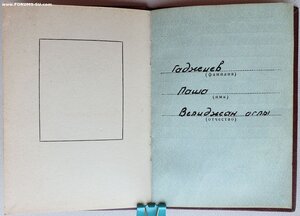 www.FORUMS-SU.com
Гаджиев
(фамилия)
Паша
(имя)
Велиджан оглы
(отчество)